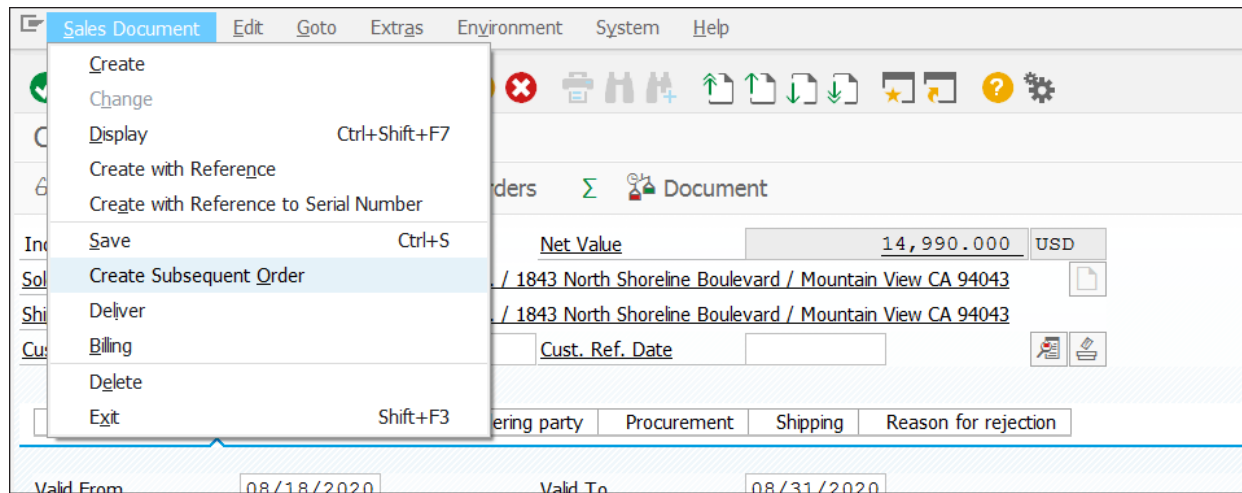 Sales Document Edit Goto Extras Environment System Help
Create
Change
Display Ctrl+Shift+F7
Create with Reference
Create with Reference to Serial Number
Save Ctrl+S
Create Subsequent Order
Deliver
Billing
Delete
Exit Shift+F3
Document
Net Value 14,990.000 USD
/ 1843 North Shoreline Boulevard / Mountain View CA 94043
/ 1843 North Shoreline Boulevard / Mountain View CA 94043
Cust. Ref. Date
ering party Procurement Shipping Reason for rejection
Valid From 08/18/2020 Valid To 08/31/2020